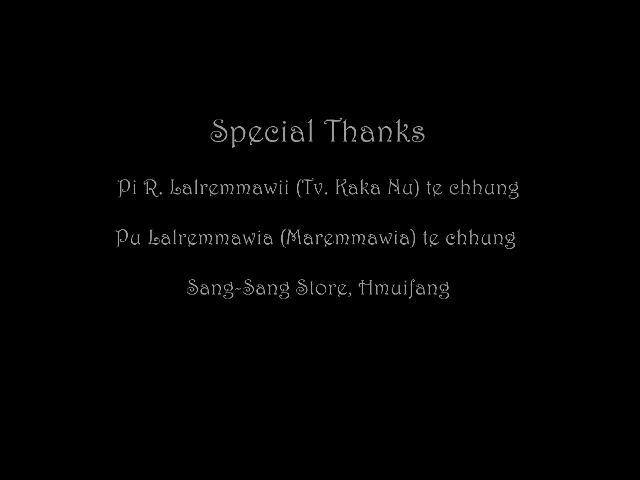 Special Thanks
Pi R. Lalremmawii (Tv. Kaka Nu) te chhung
Pu Lalremmawia (Maremmawia) te chhung
Sang-Sang Store, Hmuifang